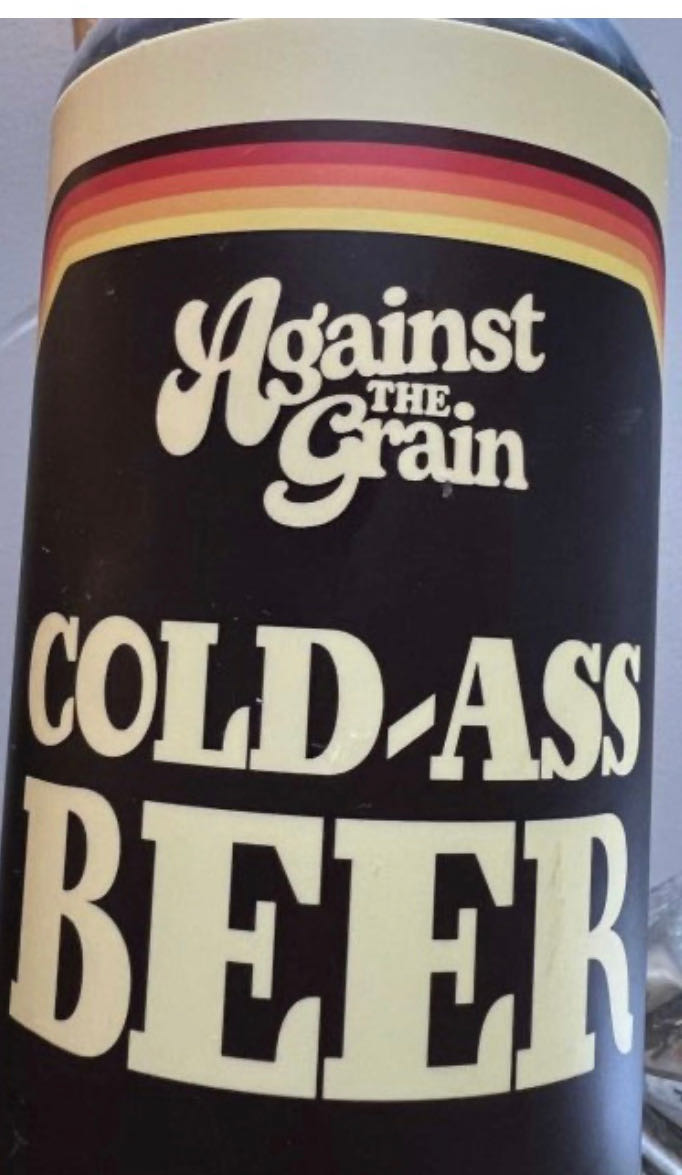 Against
THE
Grain
COLD-ASS
BEER